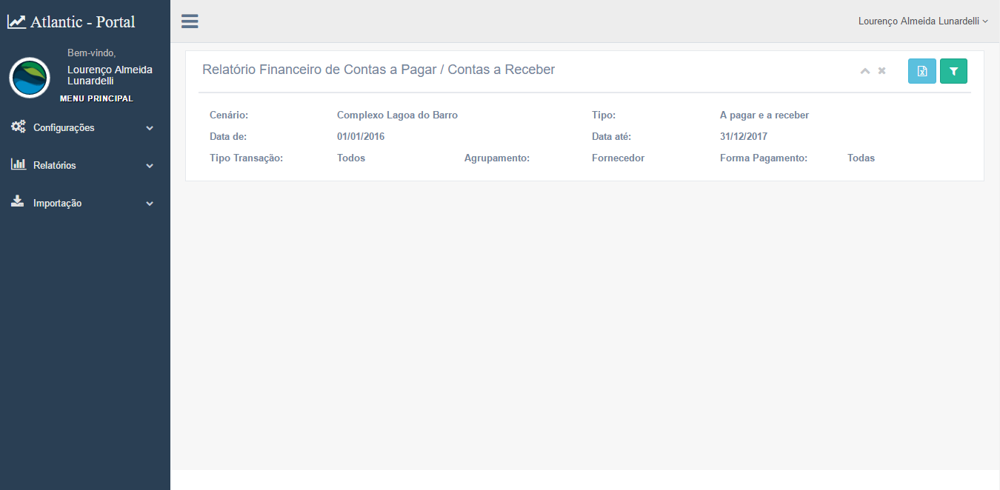 Atlantic - Portal
Lourenço Almeida Lunardelli
Bem-vindo,
Lourenço Almeida
Lunardelli
MENU PRINCIPAL
Configurações
Relatórios
Importação
Relatório Financeiro de Contas a Pagar / Contas a Receber
Cenário: Complexo Lagoa do Barro Tipo: A pagar e a receber
Data de: 01/01/2016 Data até: 31/12/2017
Tipo Transação: Todos Agrupamento: Fornecedor Forma Pagamento: Todas